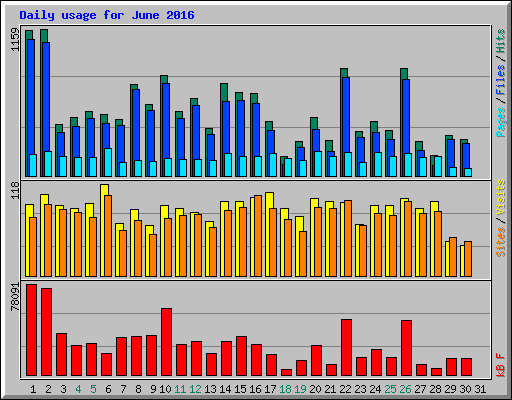 Daily usage for June 2016
1159
Pages / Files / Hits
118
Sites / Visits
78091
kB F
1 2 3 4 5 6 7 8 9 10 11 12 13 14 15 16 17 18 19 20 21 22 23 24 25 26 27 28 29 30 31